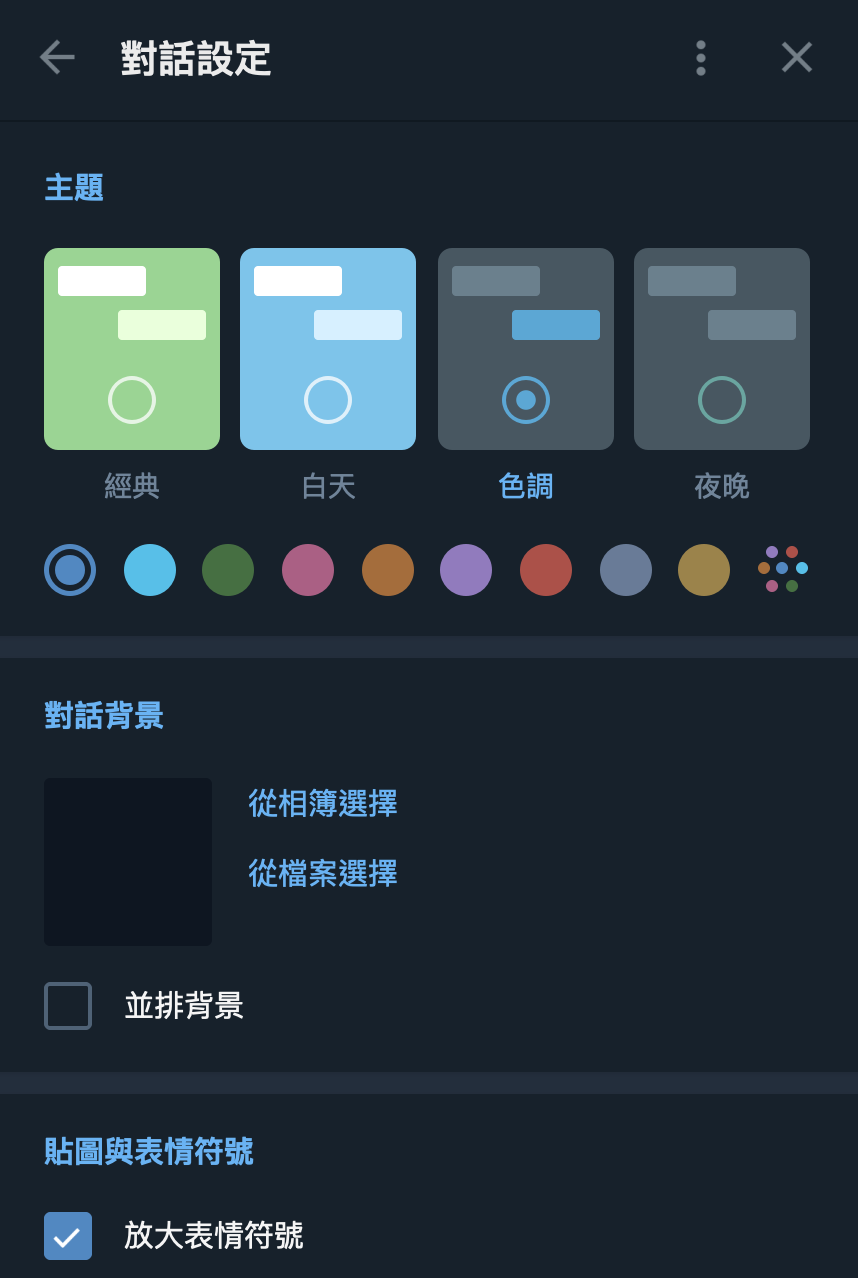 對話設定
主題
經典
白天
色調
夜晚
對話背景
從相簿選擇
從檔案選擇
並排背景
貼圖與表情符號
放大表情符號